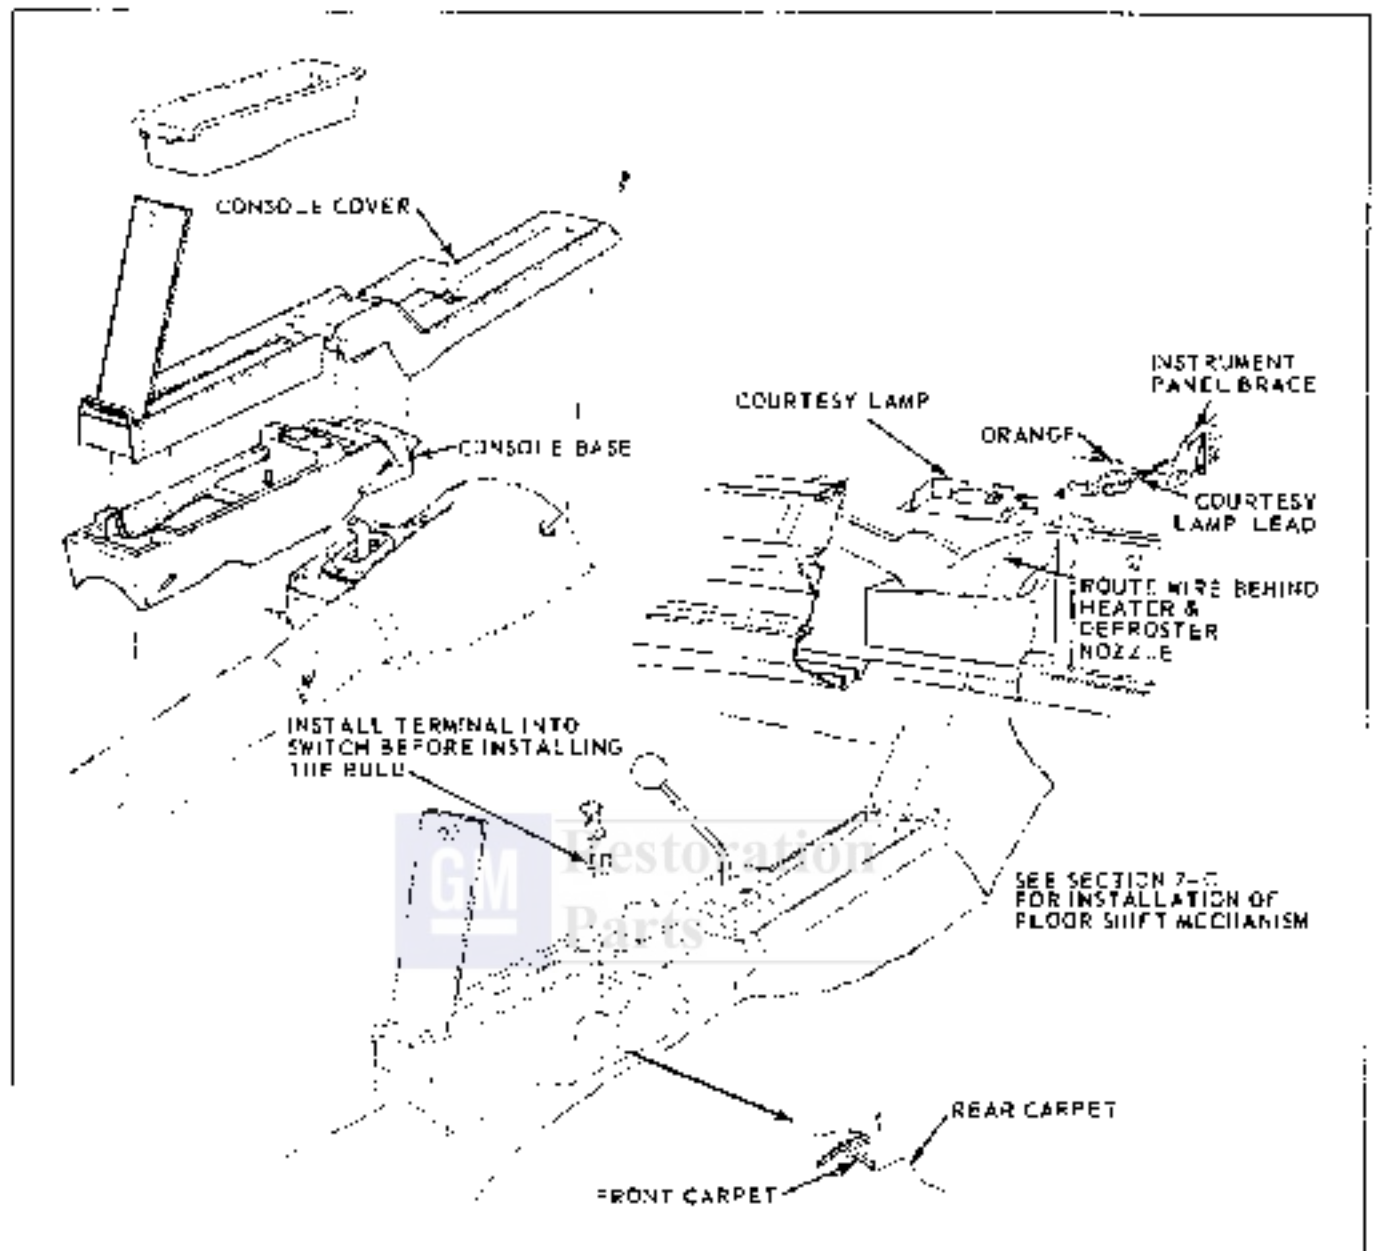 CONSOLE COVER
INSTRUMENT
PANEL BRACE
COURTESY LAMP
ORANGE
CONSOLE BASE
COURTESY
LAMP LEAD
ROUTE WIRE BEHIND
HEATER &
DEFROSTER
NOZZLE
INSTALL TERMINAL INTO
SWITCH BEFORE INSTALLING
THE BULB
GM
Restoration
Parts
SEE SECTION
FOR INSTALLATION OF
FLOOR SHIFT MECHANISM
REAR CARPET
FRONT CARPET